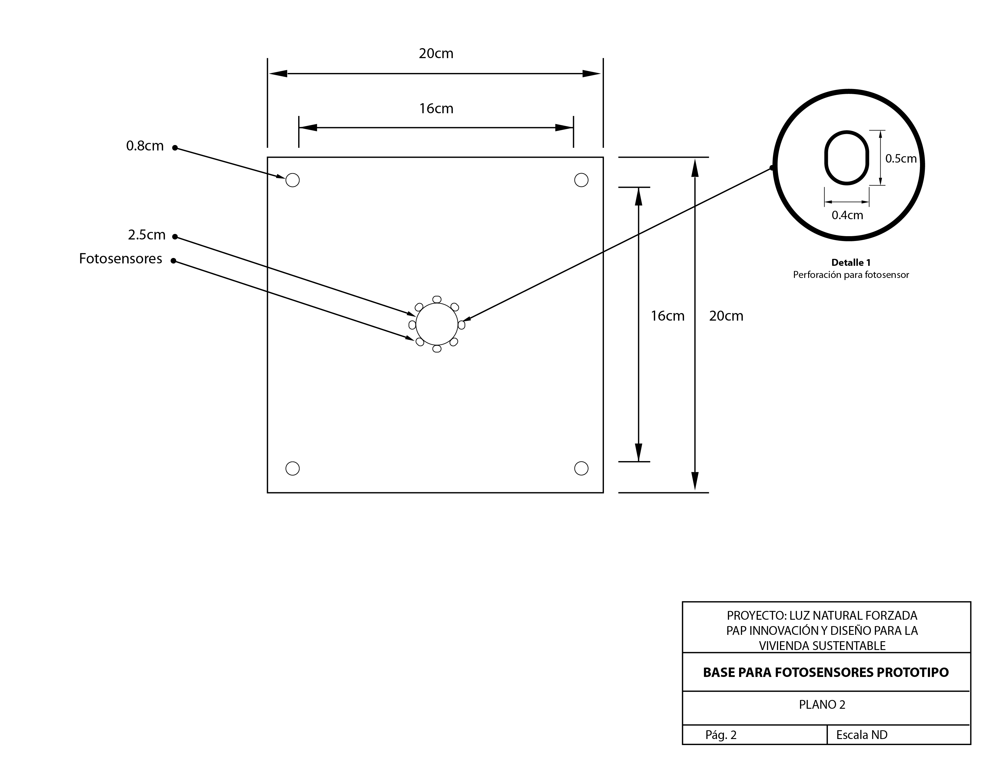 20cm
16cm
0.8cm
2.5cm
Fotosensores
16cm
20cm
0.5cm
0.4cm
Detalle 1
Perforación para fotosensor
PROYECTO: LUZ NATURAL FORZADA
PAP INNOVACIÓN Y DISEÑO PARA LA
VIVIENDA SUSTENTABLE
BASE PARA FOTOSENSORES PROTOTIPO
PLANO 2
Pág. 2
Escala ND